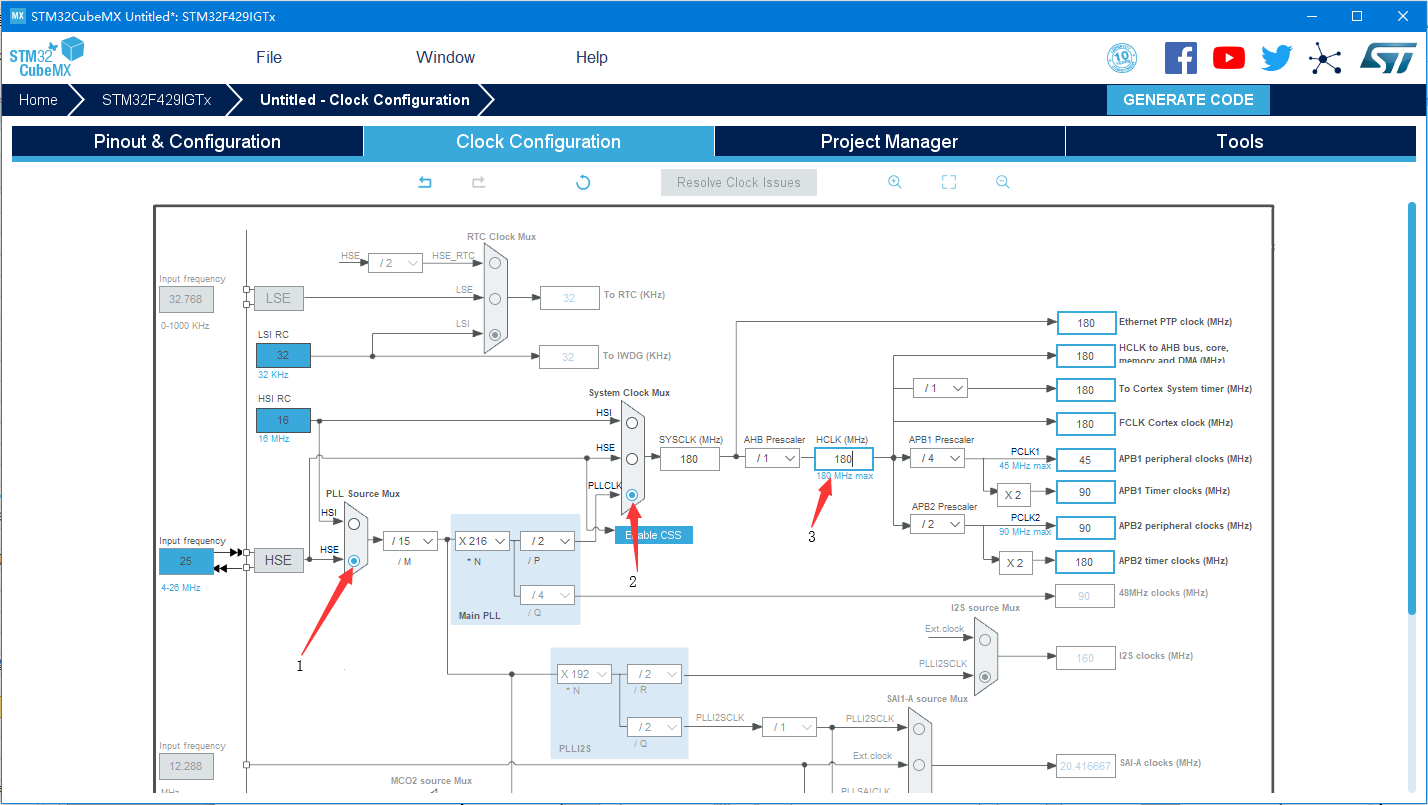 MX STM32CubeMX Untitled*: STM32F429IGTx
STM32
CubeMX
File
Window
Help
10
Home
STM32F429IGTx
Untitled - Clock Configuration
GENERATE CODE
Pinout & Configuration
Clock Configuration
Project Manager
Tools
Resolve Clock Issues
RTC Clock Mux
HSE
/ 2
HSE_RTC
Input frequency
32.768
0-1000 KHz
LSE
LSE
32
To RTC (KHz)
LSI
LSI RC
32
32 KHz
32
To IWDG (KHz)
180
Ethernet PTP clock (MHz)
180
HCLK to AHB bus, core,
memory and DMA (MHz)
HSI RC
16
16 MHz
System Clock Mux
HSI
HSE
PLLCLK
/ 1
180
To Cortex System timer (MHz)
180
FCLK Cortex clock (MHz)
SYSCLK (MHz)
180
AHB Prescaler
/ 1
HCLK (MHz)
180
180 MHz max
APB1 Prescaler
/ 4
PCLK1
45 MHz max
45
APB1 peripheral clocks (MHz)
X 2
90
APB1 Timer clocks (MHz)
APB2 Prescaler
/ 2
PCLK2
90 MHz max
90
APB2 peripheral clocks (MHz)
X 2
180
APB2 timer clocks (MHz)
PLL Source Mux
HSI
HSE
Input frequency
25
4-26 MHz
HSE
/ 15
/ M
X 216
* N
/ 2
/ P
/ 4
/ Q
Main PLL
Enable CSS
90
48MHz clocks (MHz)
1
2
3
I2S source Mux
Ext.clock
PLLI2SCLK
160
I2S clocks (MHz)
X 192
* N
/ 2
/ R
/ 2
/ Q
PLLI2S
PLLI2SCLK
/ 1
SAI1-A source Mux
PLLI2SCLK
Ext.clock
PLLSAICLK
20.416667
SAI-A clocks (MHz)
Input frequency
12.288
MHz
MCO2 source Mux